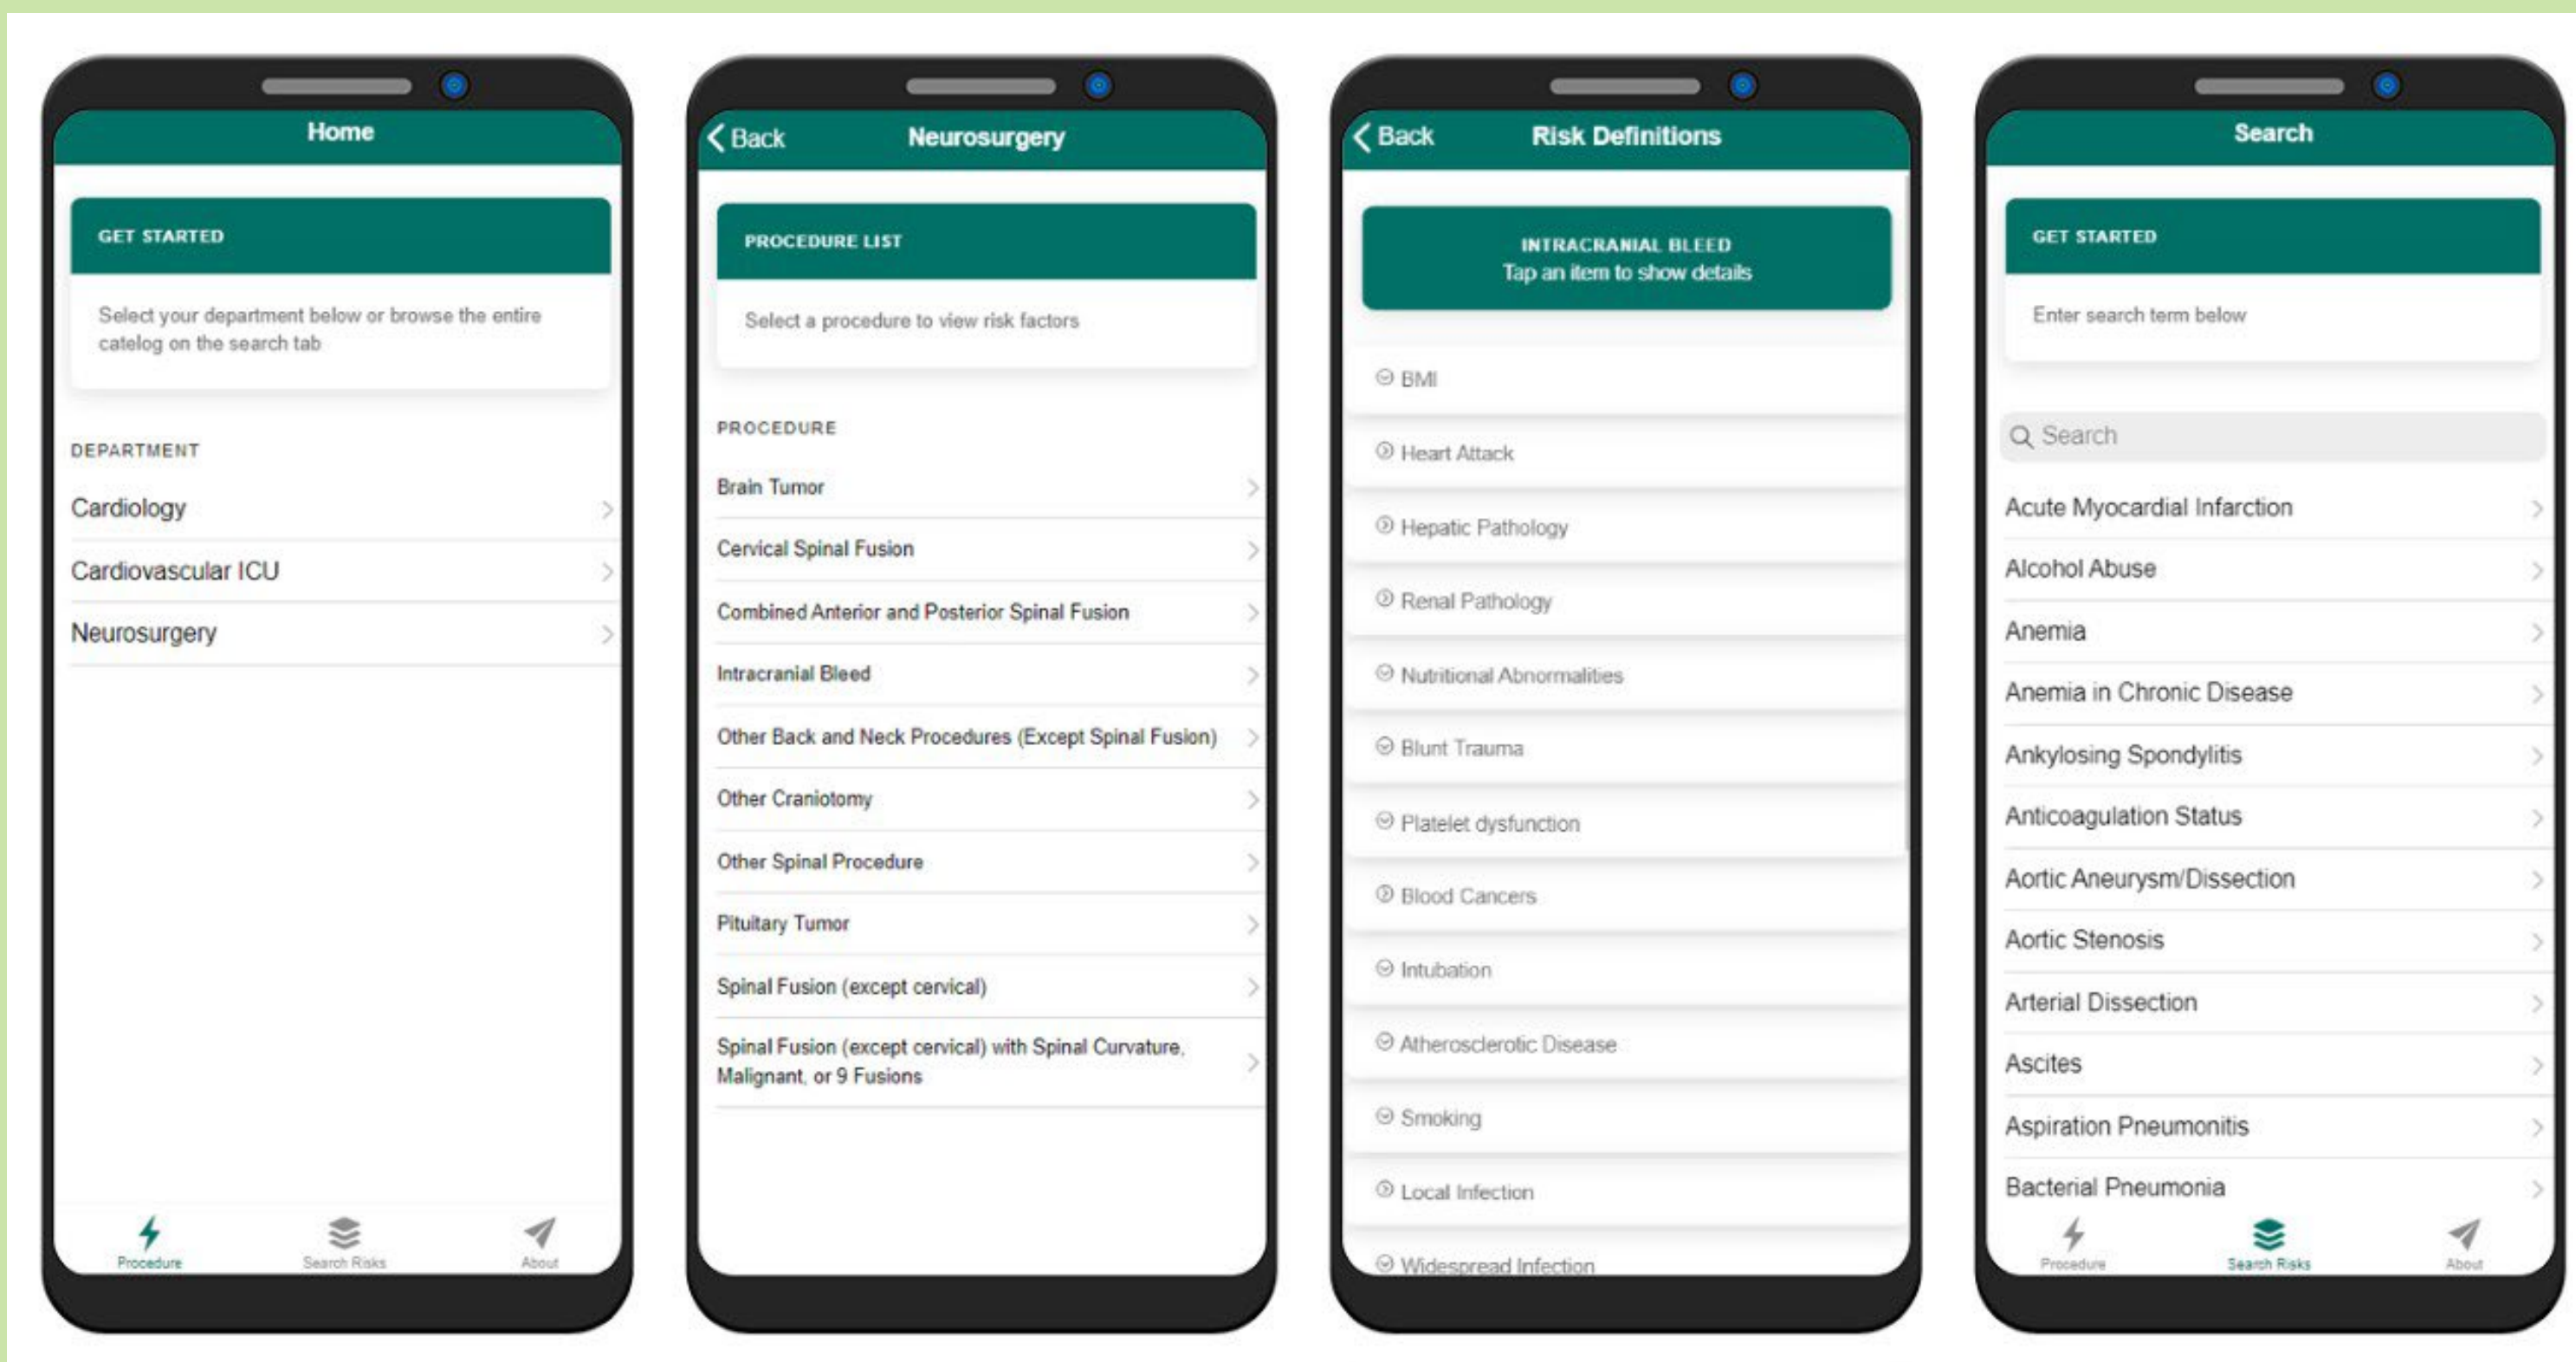 Home
GET STARTED
Select your department below or browse the entire
catelog on the search tab
DEPARTMENT
Cardiology
Cardiovascular ICU
Neurosurgery
Procedure
Search Risks
About
Back
Neurosurgery
PROCEDURE LIST
Select a procedure to view risk factors
PROCEDURE
Brain Tumor
Cervical Spinal Fusion
Combined Anterior and Posterior Spinal Fusion
Intracranial Bleed
Other Back and Neck Procedures (Except Spinal Fusion)
Other Craniotomy
Other Spinal Procedure
Pituitary Tumor
Spinal Fusion (except cervical)
Spinal Fusion (except cervical) with Spinal Curvature,
Malignant, or 9 Fusions
Back
Risk Definitions
INTRACRANIAL BLEED
Tap an item to show details
BMI
Heart Attack
Hepatic Pathology
Renal Pathology
Nutritional Abnormalities
Blunt Trauma
Platelet dysfunction
Blood Cancers
Intubation
Atherosclerotic Disease
Smoking
Local Infection
Widespread Infection
Search
GET STARTED
Enter search term below
Search
Acute Myocardial Infarction
Alcohol Abuse
Anemia
Anemia in Chronic Disease
Ankylosing Spondylitis
Anticoagulation Status
Aortic Aneurysm/Dissection
Aortic Stenosis
Arterial Dissection
Ascites
Aspiration Pneumonitis
Bacterial Pneumonia
Procedure
Search Risks
About